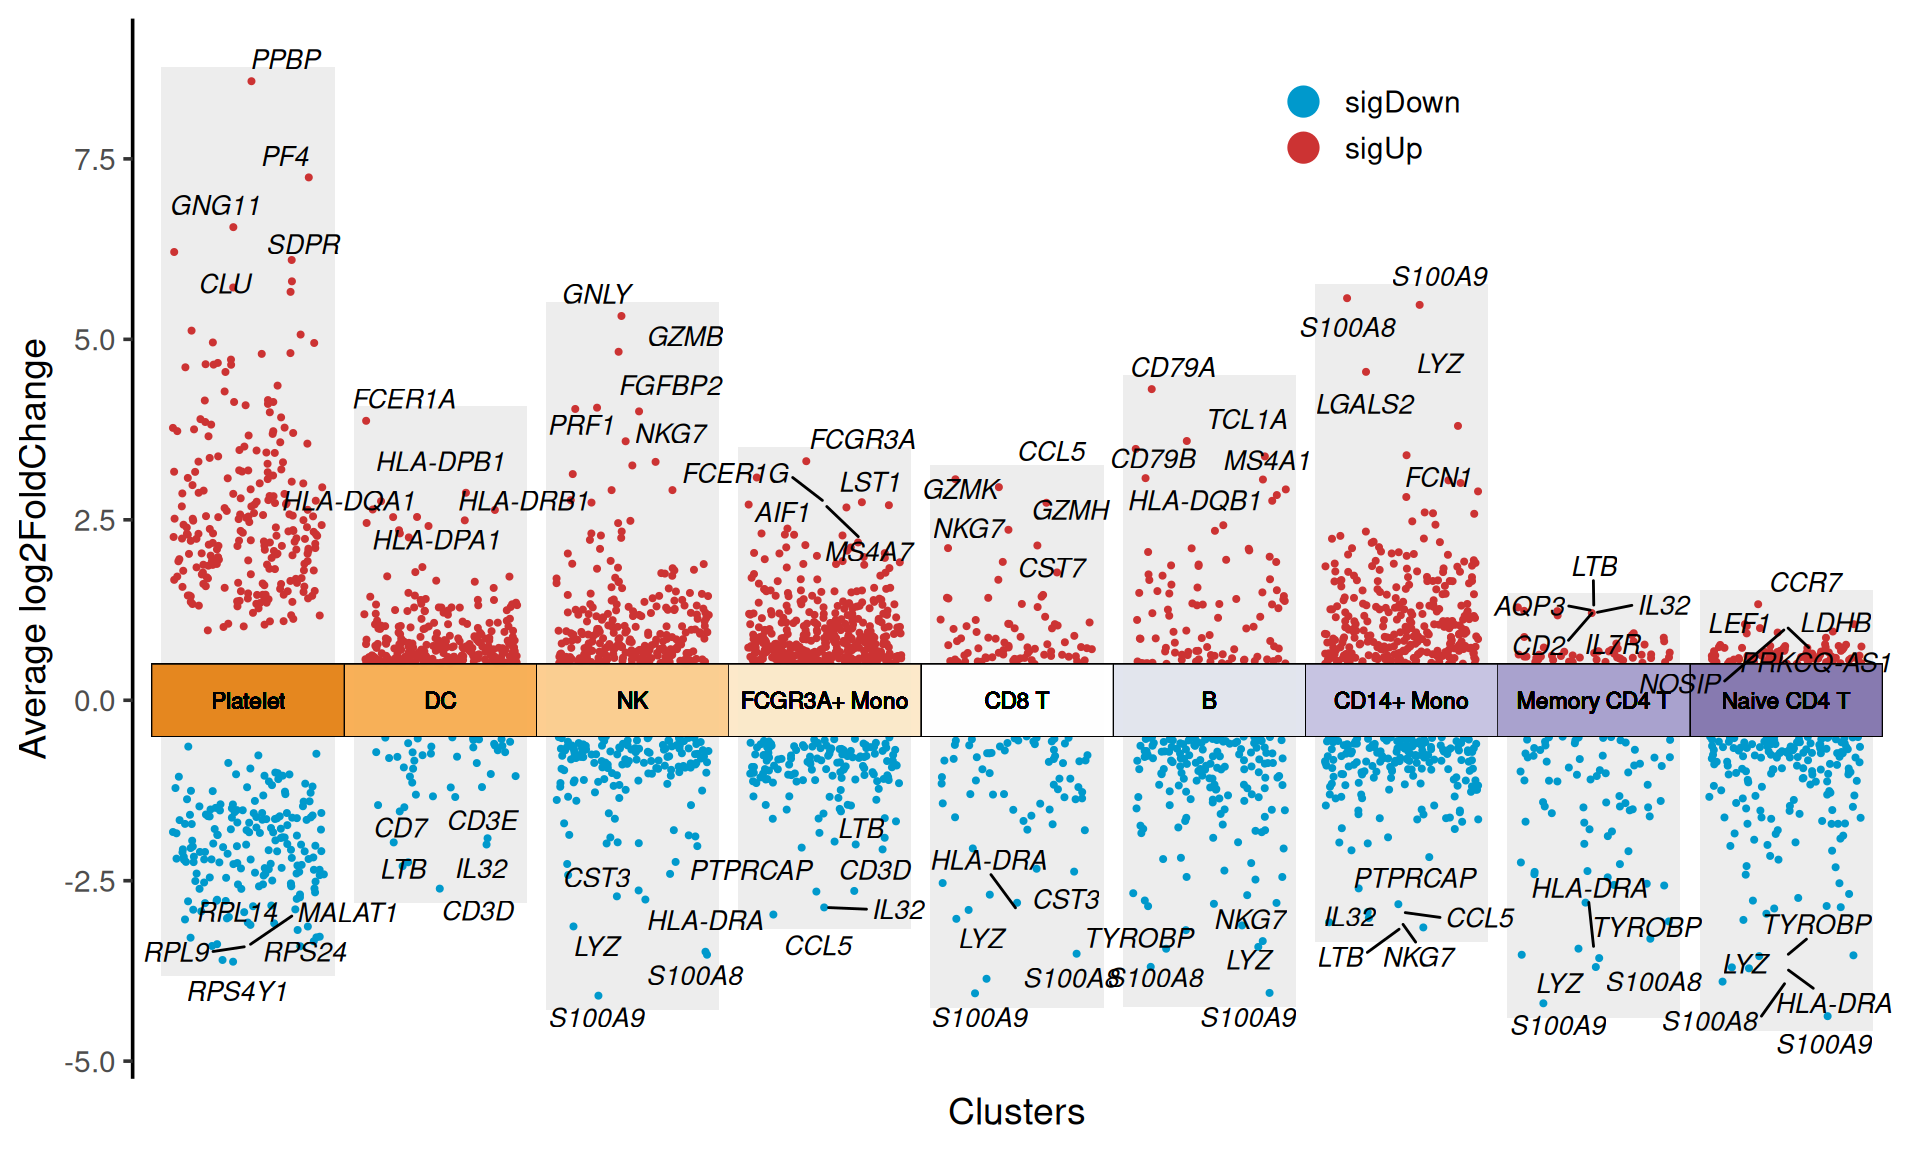 PPBP
sigDown
7.5
sigUp
PF4
GNG11
SDPR
CLU
S100A9
GNLY
S100A8
5.0
GZMB
LYZ
CD79A
FGFBP2
FCER1A
LGALS2
TCL1A
PRF1
NKG7
FCGR3A
CCL5
HLA-DPB1
CD79B
MS4A1
FCER1G
LST1
FCN1
GZMK
HLA-DQA1
HLA-DRB1
HLA-DQB1
2.5
AIF1
GZMH
NKG7
HLA-DPA1
MS4A7
CST7
LTB
CCR7
AQP3
IL32
LEF1
LDHB
CD2
IL7R
PRKCQ-AS1
NOSIP
0.0
Platelet
DC
NK
FCGR3A+ Mono
CD8 T
B
CD14+ Mono
Memory CD4 T
Naive CD4 T
CD7
CD3E
LTB
HLA-DRA
LTB
IL32
PTPRCAP
CD3D
-2.5
CST3
PTPRCAP
HLA-DRA
CST3
RPL14
MALAT1
CD3D
IL32
HLA-DRA
NKG7
IL32
CCL5
TYROBP
TYROBP
TYROBP
LYZ
CCL5
LYZ
RPL9
RPS24
LYZ
LTB
NKG7
LYZ
S100A8
S100A8
S100A8
LYZ
S100A8
RPS4Y1
HLA-DRA
S100A9
S100A9
S100A9
S100A9
S100A8
S100A9
-5.0
Clusters
Average log2FoldChange